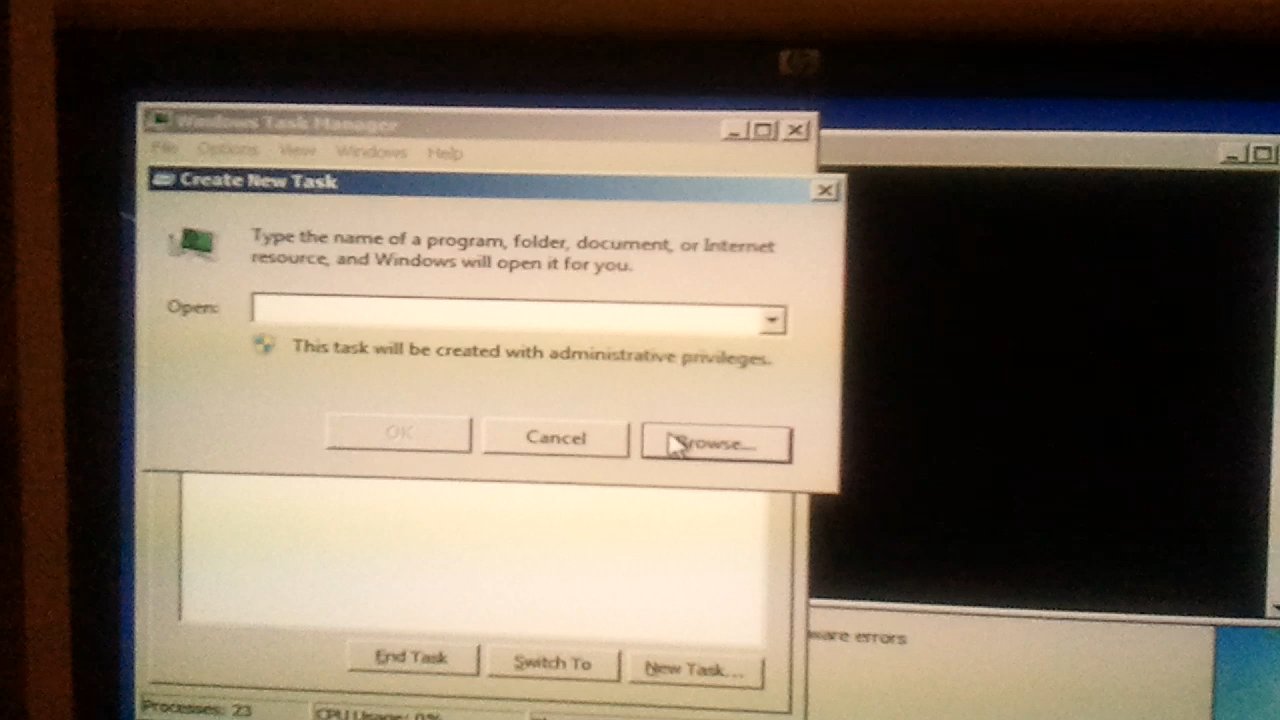 hp
Windows Task Manager
File Options View Windows Help
Create New Task
Type the name of a program, folder, document, or Internet
resource, and Windows will open it for you.
Open:
This task will be created with administrative privileges.
OK
Cancel
Browse...
ware errors
End Task
Switch To
New Task...
Processes: 23
CPU Usage: 0%